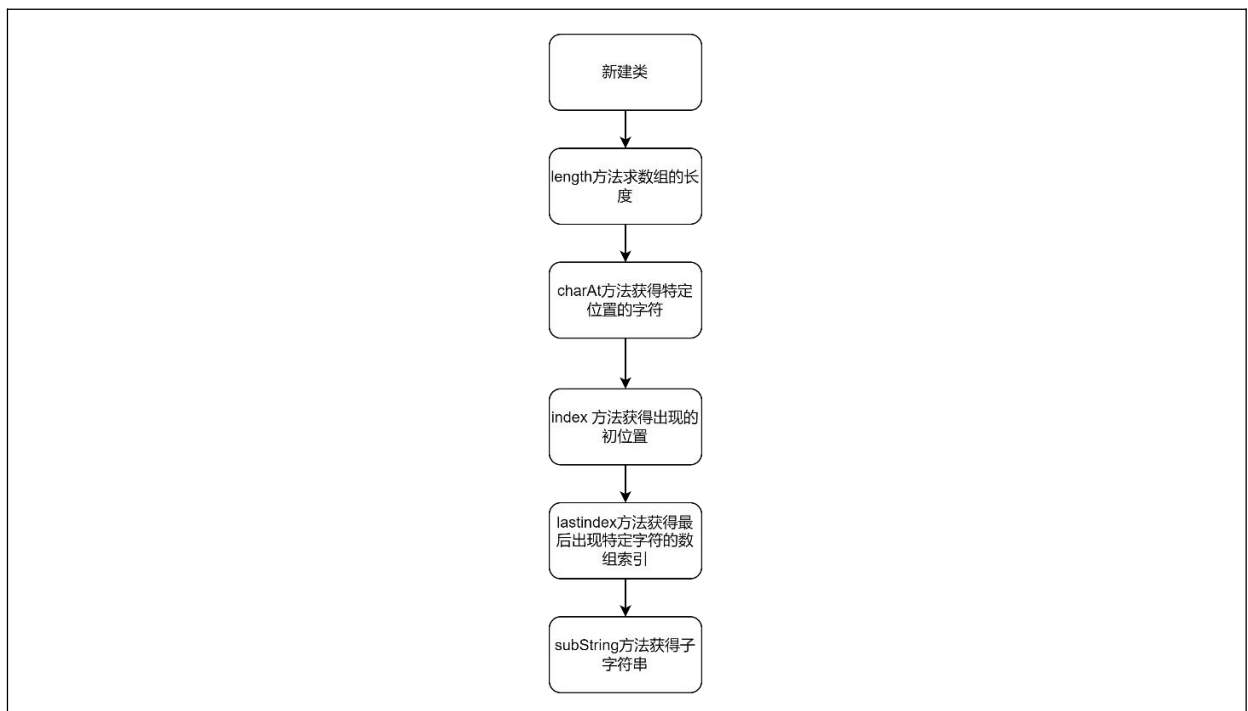 新建类
length方法求数组的长
度
charAt方法获得特定
位置的字符
index 方法获得出现的
初位置
lastindex方法获得最
后出现特定字符的数
组索引
subString方法获得子
字符串